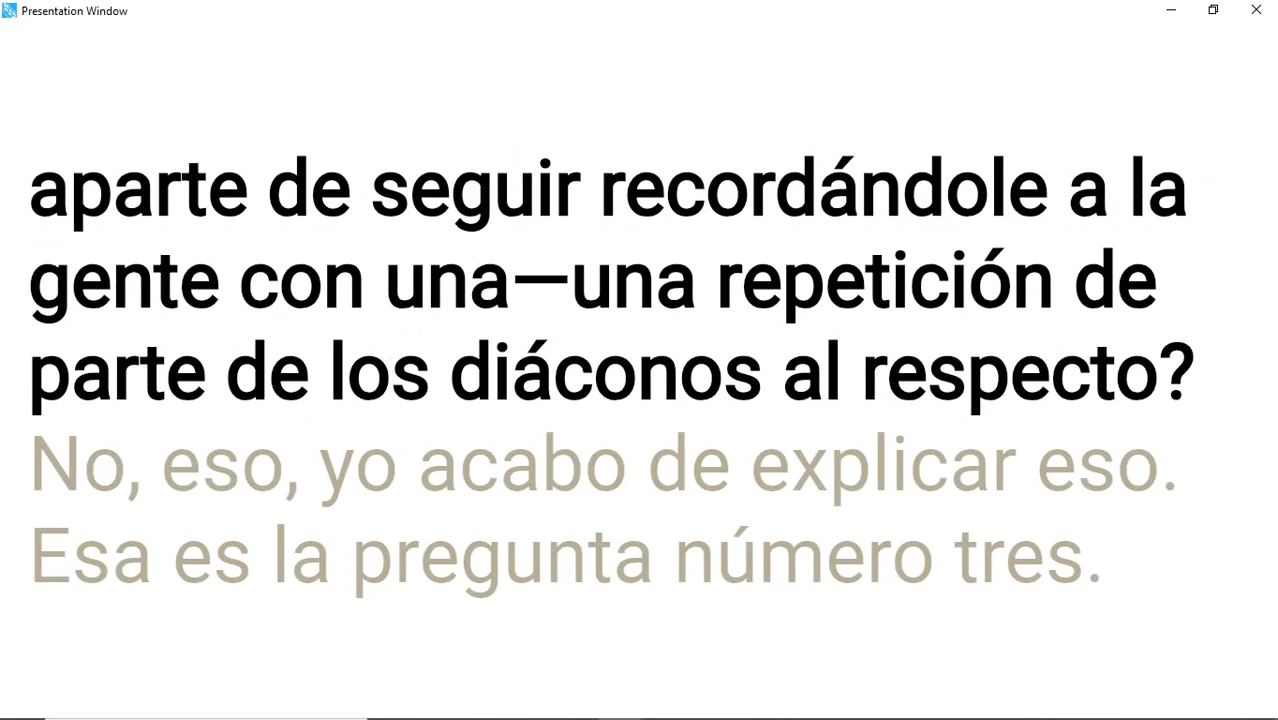 Presentation Window
aparte de seguir recordándole a la
gente con una—una repetición de
parte de los diáconos al respecto?
No, eso, yo acabo de explicar eso.
Esa es la pregunta número tres.